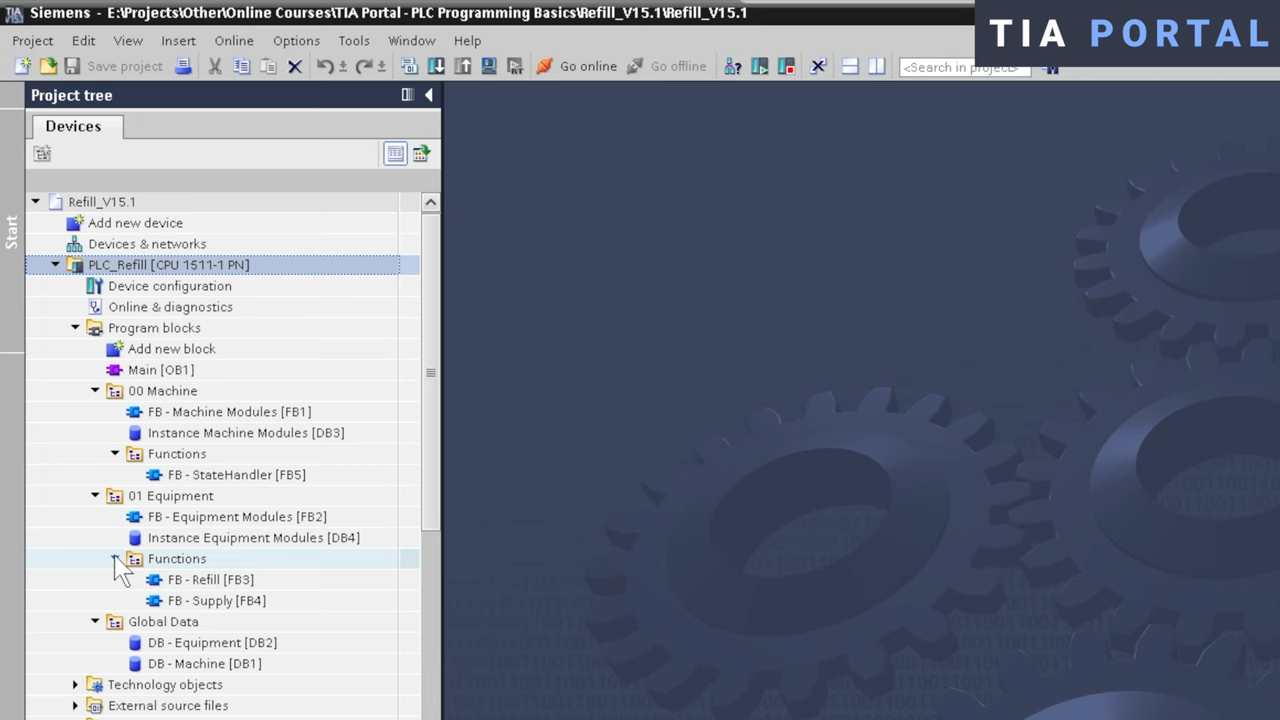 Siemens - E:\Projects\Other\Online Courses\TIA Portal - PLC Programming Basics\Refill_V15.1\Refill_V15.1
TIA PORTAL
Project Edit View Insert Online Options Tools Window Help
Save project Go online Go offline <Search in project>
Project tree
Devices
Start
Refill_V15.1
Add new device
Devices & networks
PLC_Refill [CPU 1511-1 PN]
Device configuration
Online & diagnostics
Program blocks
Add new block
Main [OB1]
00 Machine
FB - Machine Modules [FB1]
Instance Machine Modules [DB3]
Functions
FB - StateHandler [FB5]
01 Equipment
FB - Equipment Modules [FB2]
Instance Equipment Modules [DB4]
Functions
FB - Refill [FB3]
FB - Supply [FB4]
Global Data
DB - Equipment [DB2]
DB - Machine [DB1]
Technology objects
External source files